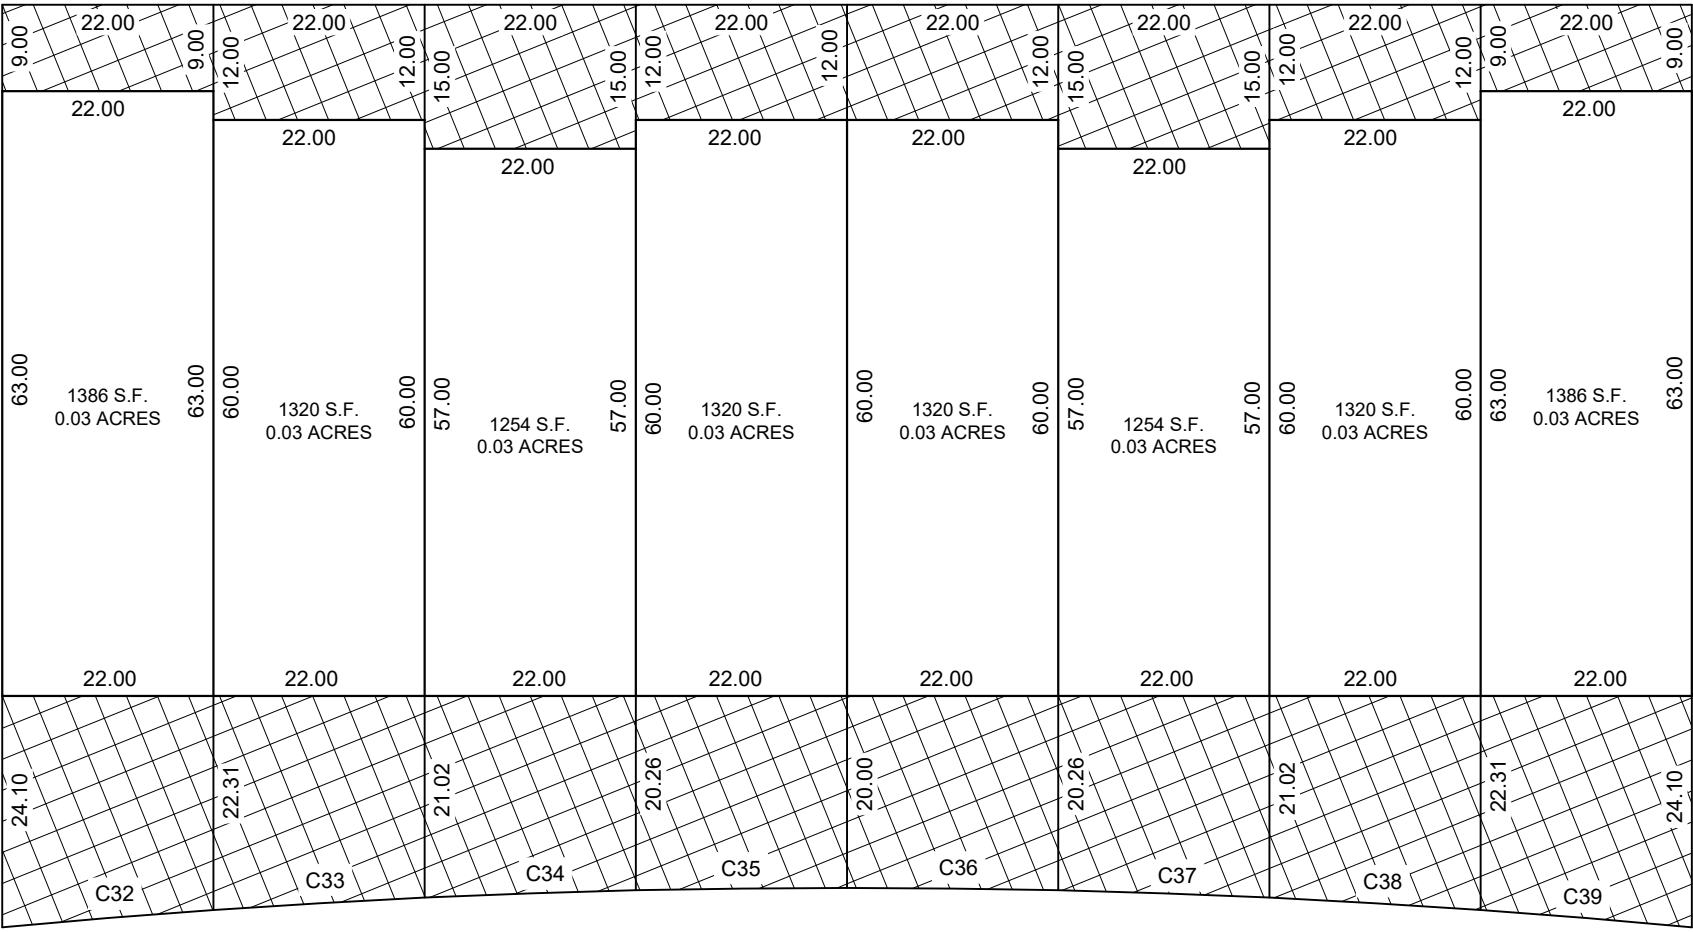 22.00 22.00 22.00 22.00 22.00 22.00 22.00 22.00
9.00 9.00 12.00 12.00 15.00 15.00 12.00 12.00 12.00 15.00 15.00 12.00 12.00 9.00 9.00
22.00 22.00 22.00 22.00 22.00 22.00 22.00 22.00
63.00 63.00 60.00 60.00 57.00 57.00 60.00 60.00 60.00 57.00 57.00 60.00 60.00 63.00 63.00
1386 S.F.
0.03 ACRES
1320 S.F.
0.03 ACRES
1254 S.F.
0.03 ACRES
1320 S.F.
0.03 ACRES
1320 S.F.
0.03 ACRES
1254 S.F.
0.03 ACRES
1320 S.F.
0.03 ACRES
1386 S.F.
0.03 ACRES
22.00 22.00 22.00 22.00 22.00 22.00 22.00 22.00
24.10 22.31 21.02 20.26 20.00 20.26 21.02 22.31 24.10
C32 C33 C34 C35 C36 C37 C38 C39